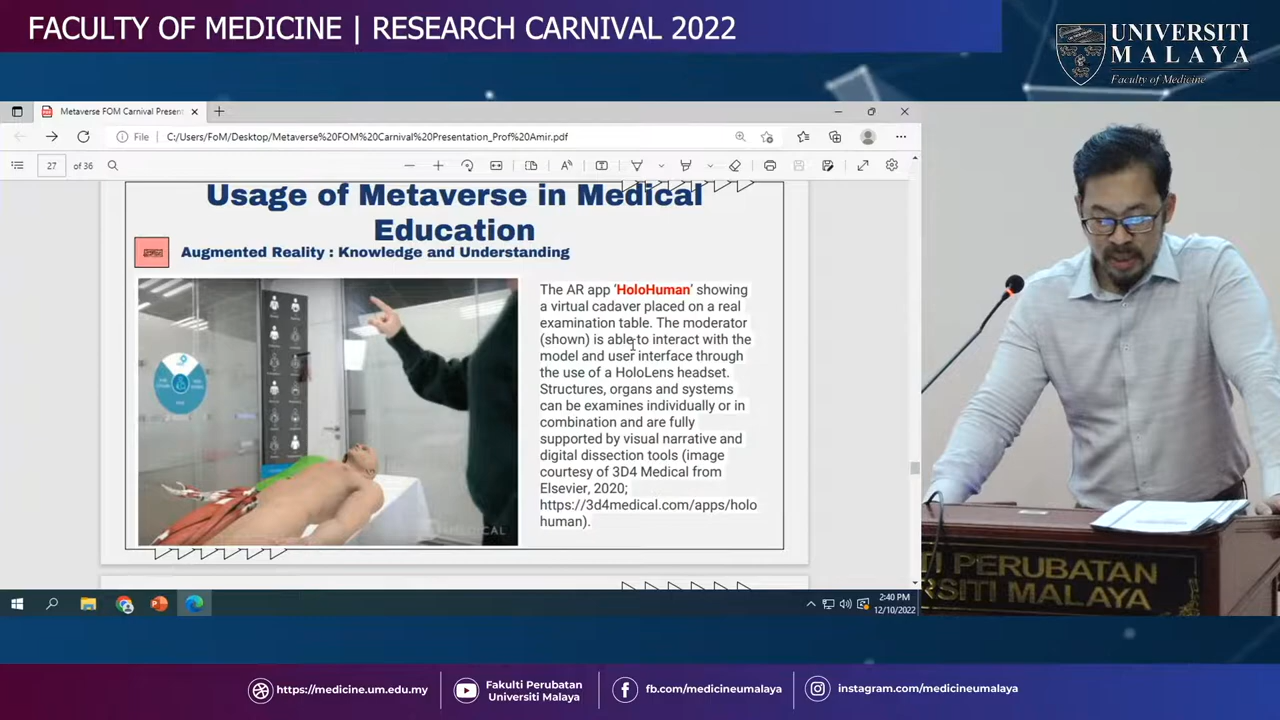 FACULTY OF MEDICINE | RESEARCH CARNIVAL 2022
UNIVERSITI
MALAYA
Faculty of Medicine
Metaverse FOM Carnival Present
File
C:/Users/FoM/Desktop/Metaverse%20FOM%20Carnival%20Presentation_Prof%20Amir.pdf
27 of 36
Usage of Metaverse in Medical
Education
Augmented Reality : Knowledge and Understanding
The AR app ‘HoloHuman’ showing
a virtual cadaver placed on a real
examination table. The moderator
(shown) is able to interact with the
model and user interface through
the use of a HoloLens headset.
Structures, organs and systems
can be examines individually or in
combination and are fully
supported by visual narrative and
digital dissection tools (image
courtesy of 3D4 Medical from
Elsevier, 2020;
https://3d4medical.com/apps/holo
human).
TI PERUBATAN
RSITI MALAYA
2:40 PM
12/10/2022
https://medicine.um.edu.my
Fakulti Perubatan
Universiti Malaya
fb.com/medicineumalaya
instagram.com/medicineumalaya